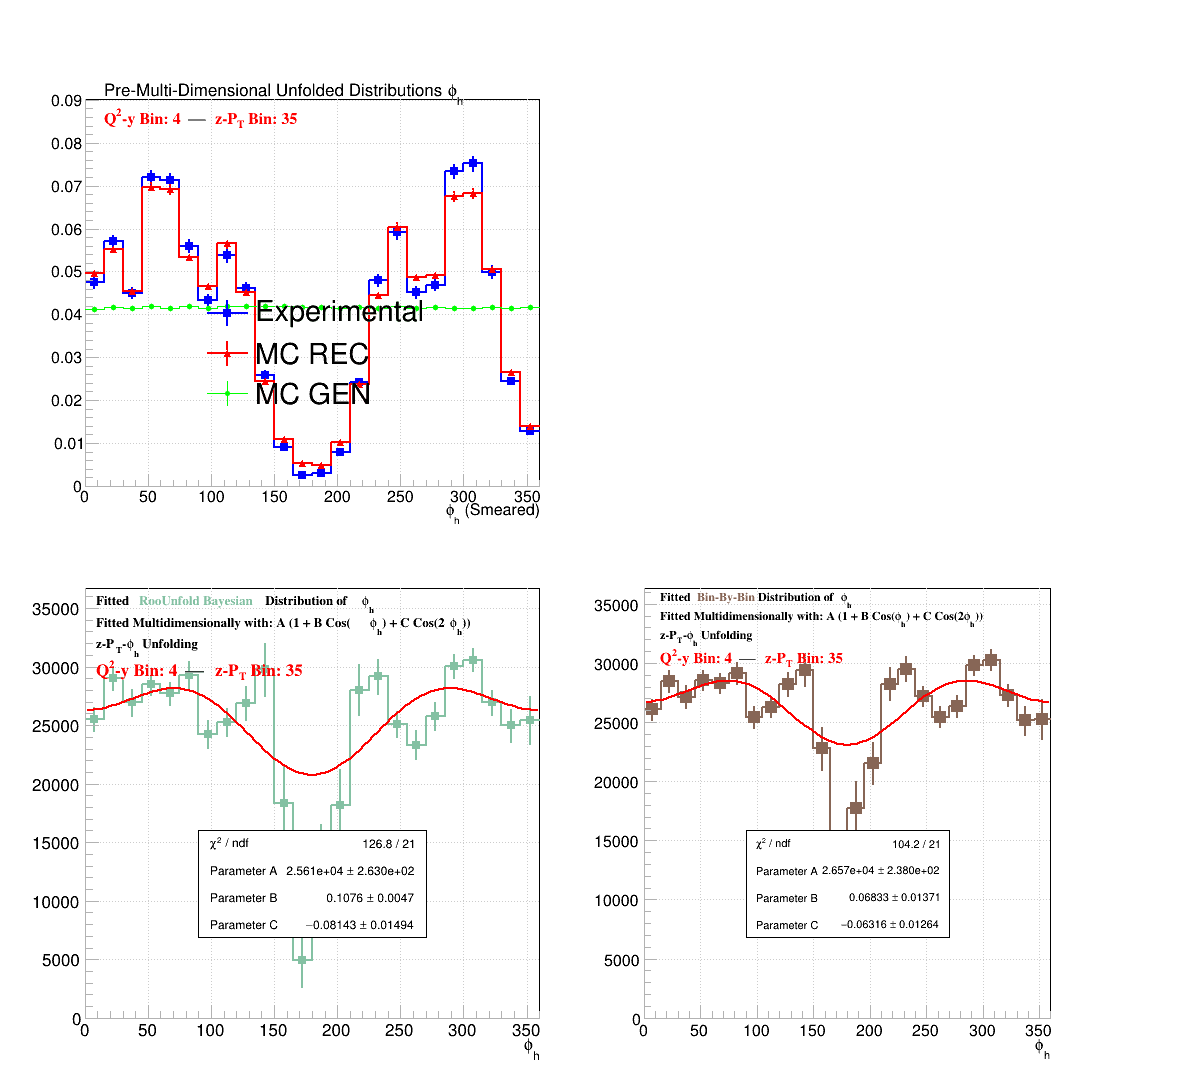 Pre-Multi-Dimensional Unfolded Distributions ϕh
Q²-y Bin: 4 — z-PT Bin: 35
0.09
0.08
0.07
0.06
0.05
0.04
0.03
0.02
0.01
0
Experimental
MC REC
MC GEN
0 50 100 150 200 250 300 350
ϕh (Smeared)
Fitted RooUnfold Bayesian Distribution of ϕh
Fitted Multidimensionally with: A (1 + B Cos( ϕh) + C Cos(2 ϕh))
z-PT-ϕh Unfolding
Q²-y Bin: 4 — z-PT Bin: 35
35000
30000
25000
20000
15000
10000
5000
0
χ² / ndf 126.8 / 21
Parameter A 2.561e+04 ± 2.630e+02
Parameter B 0.1076 ± 0.0047
Parameter C −0.08143 ± 0.01494
0 50 100 150 200 250 300 350
ϕh
Fitted Bin-By-Bin Distribution of ϕh
Fitted Multidimensionally with: A (1 + B Cos(ϕh) + C Cos(2ϕh))
z-PT-ϕh Unfolding
Q²-y Bin: 4 — z-PT Bin: 35
35000
30000
25000
20000
15000
10000
5000
0
χ² / ndf 104.2 / 21
Parameter A 2.657e+04 ± 2.380e+02
Parameter B 0.06833 ± 0.01371
Parameter C −0.06316 ± 0.01264
0 50 100 150 200 250 300 350
ϕh